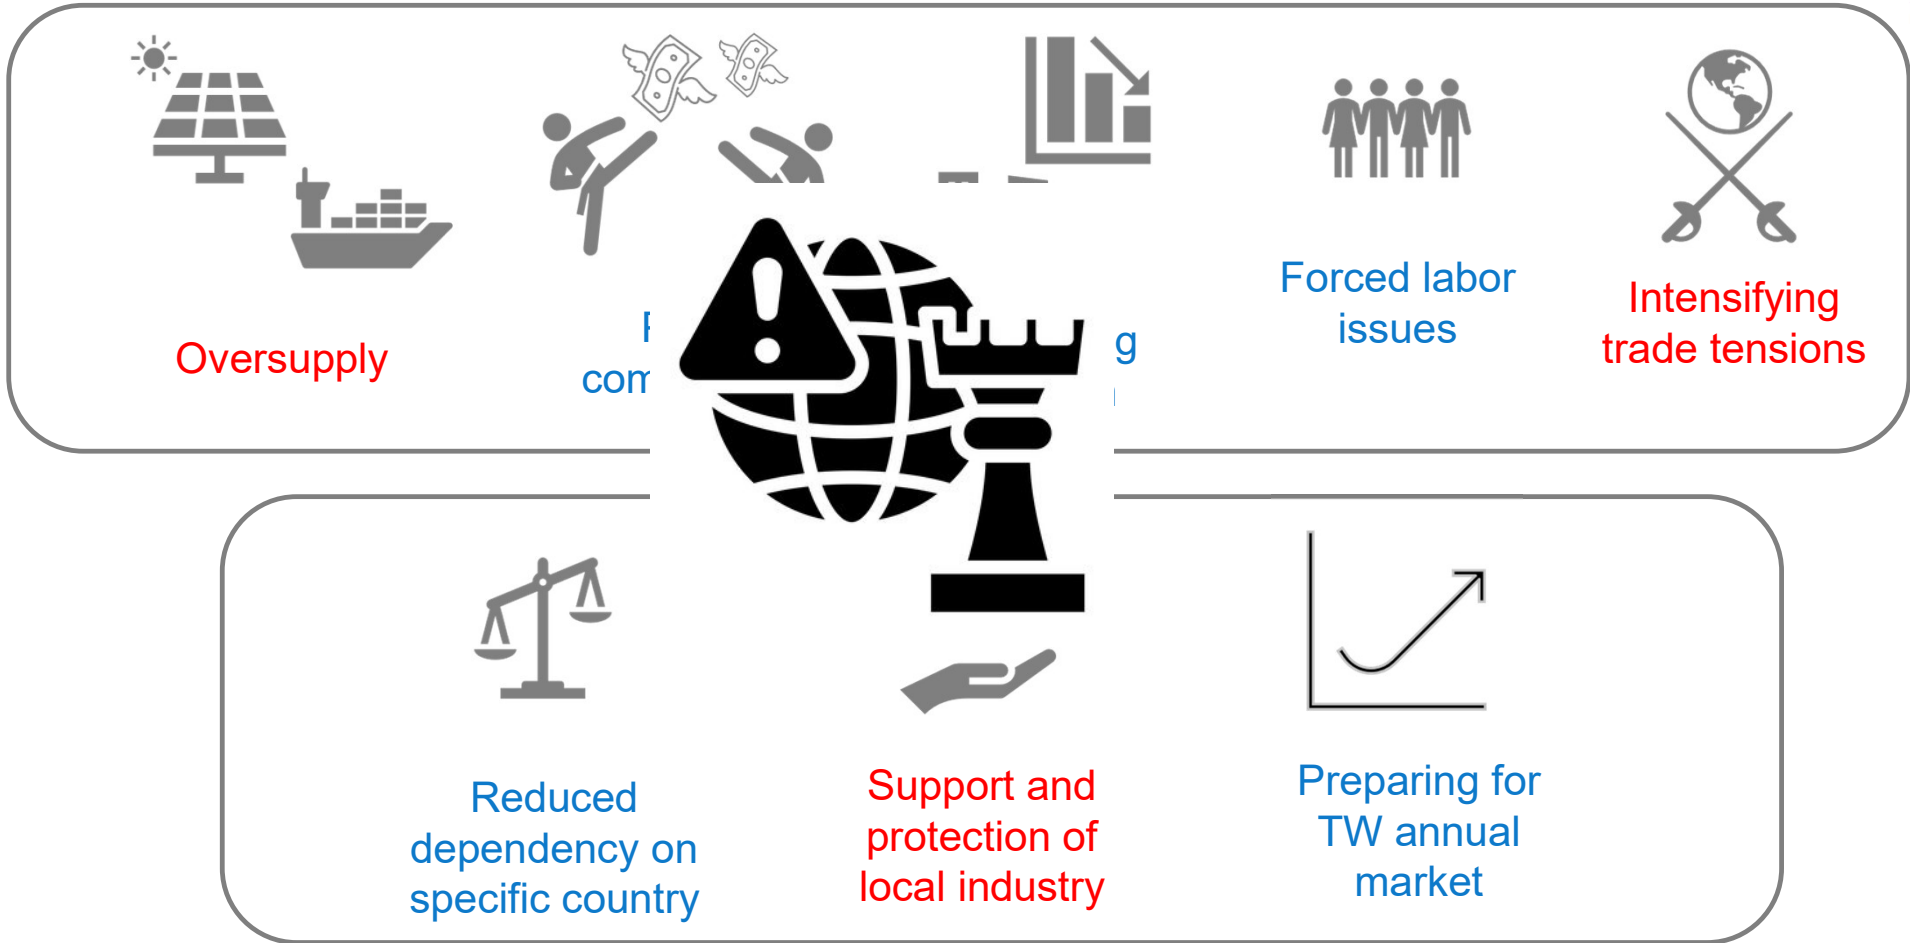 Oversupply
Forced labor
issues
Intensifying
trade tensions
Reduced
dependency on
specific country
Support and
protection of
local industry
Preparing for
TW annual
market